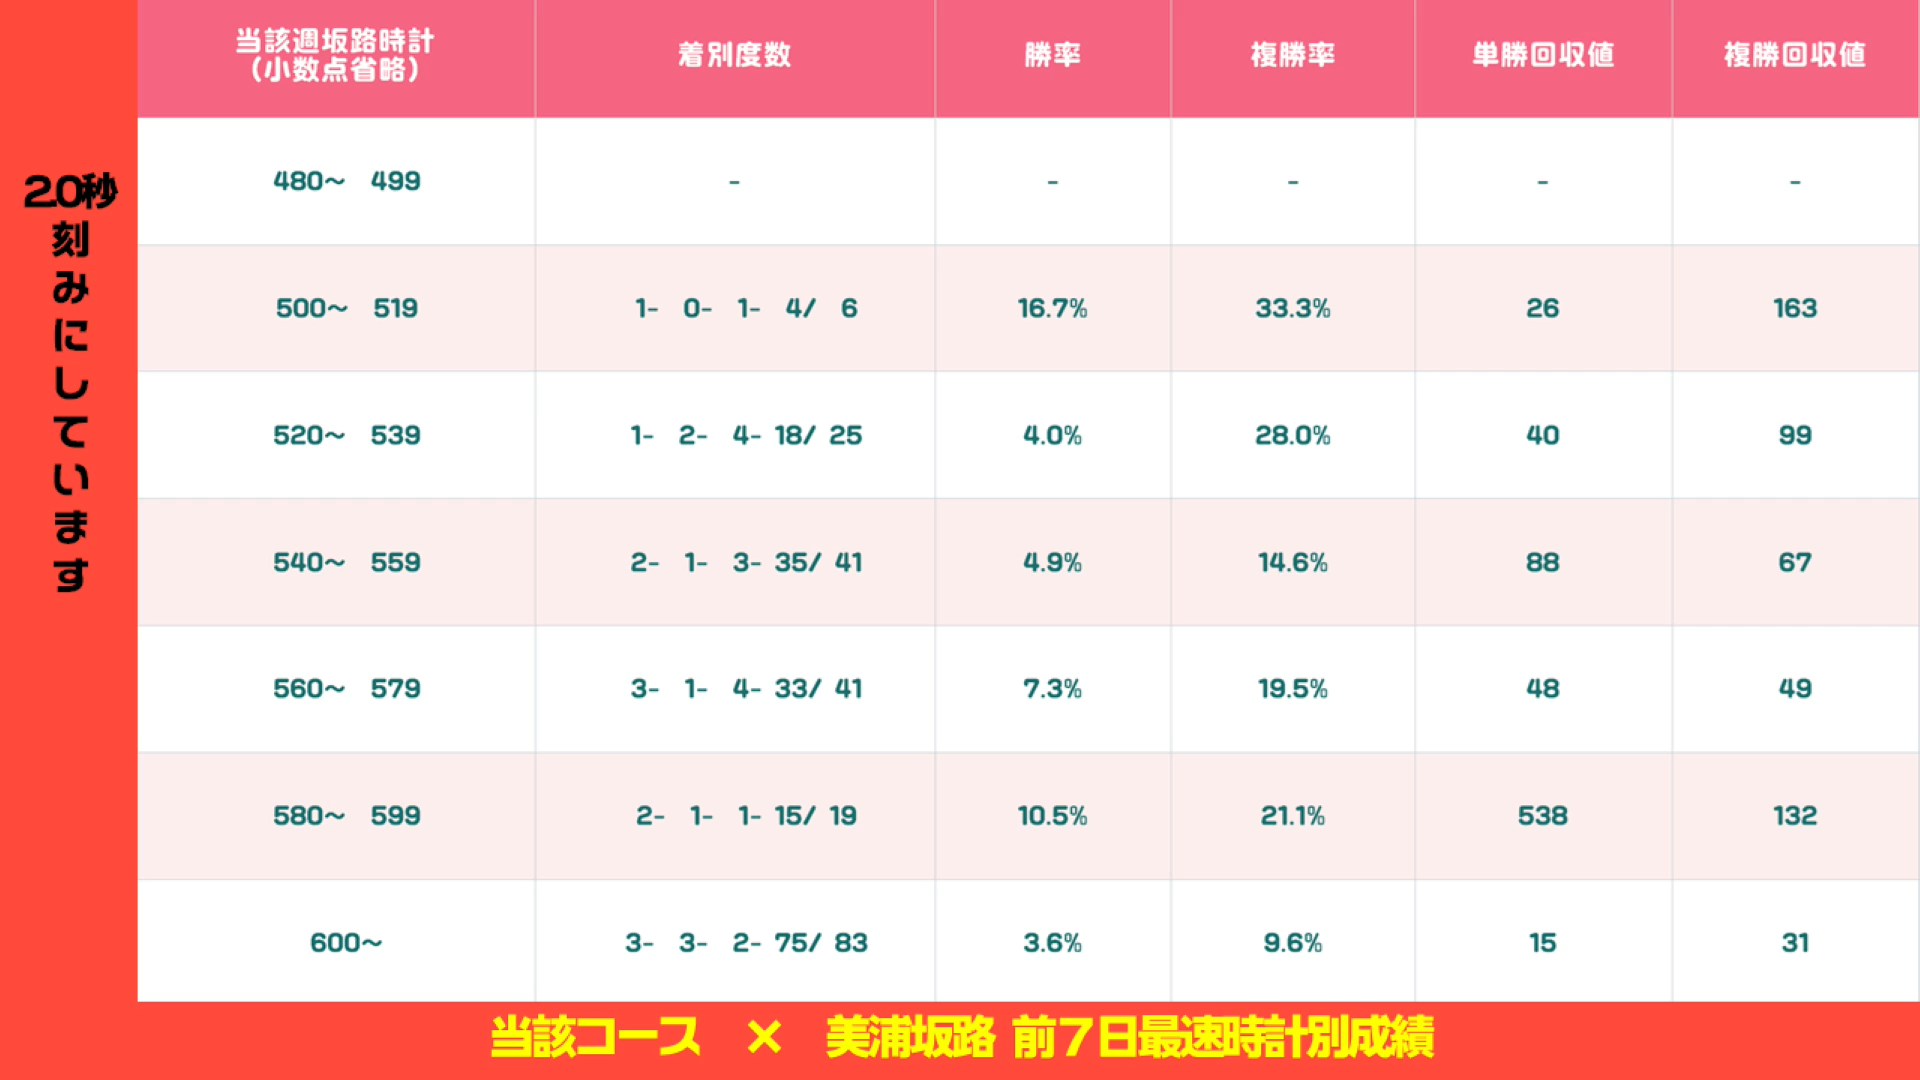 当該週坂路時計
(小数点省略) 着別度数 勝率 複勝率 単勝回収値 複勝回収値
2.0秒刻みにしています
480〜 499 - - - - -
500〜 519 1- 0- 1- 4/ 6 16.7% 33.3% 26 163
520〜 539 1- 2- 4- 18/ 25 4.0% 28.0% 40 99
540〜 559 2- 1- 3- 35/ 41 4.9% 14.6% 88 67
560〜 579 3- 1- 4- 33/ 41 7.3% 19.5% 48 49
580〜 599 2- 1- 1- 15/ 19 10.5% 21.1% 538 132
600〜 3- 3- 2- 75/ 83 3.6% 9.6% 15 31
当該コース × 美浦坂路 前7日最速時計別成績